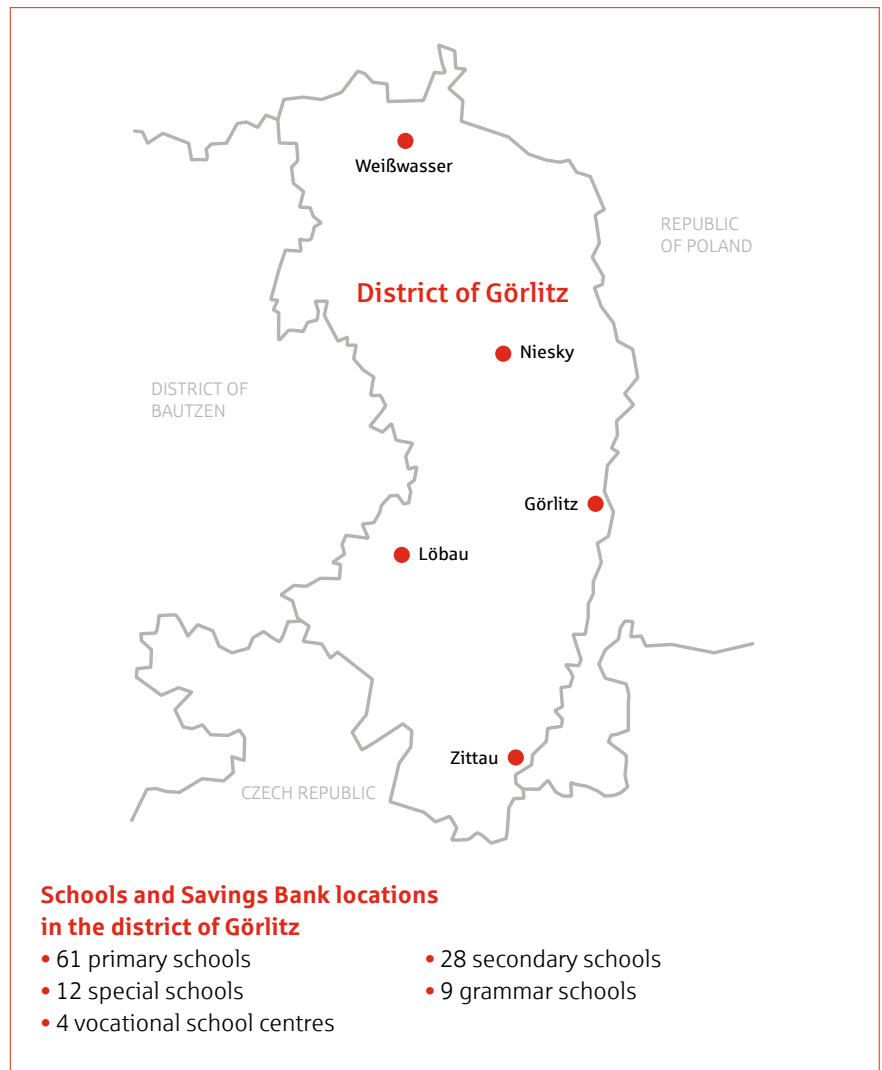 Weißwasser
REPUBLIC
OF POLAND
District of Görlitz
Niesky
DISTRICT OF
BAUTZEN
Görlitz
Löbau
Zittau
CZECH REPUBLIC
Schools and Savings Bank locations
in the district of Görlitz
• 61 primary schools
• 12 special schools
• 4 vocational school centres
• 28 secondary schools
• 9 grammar schools